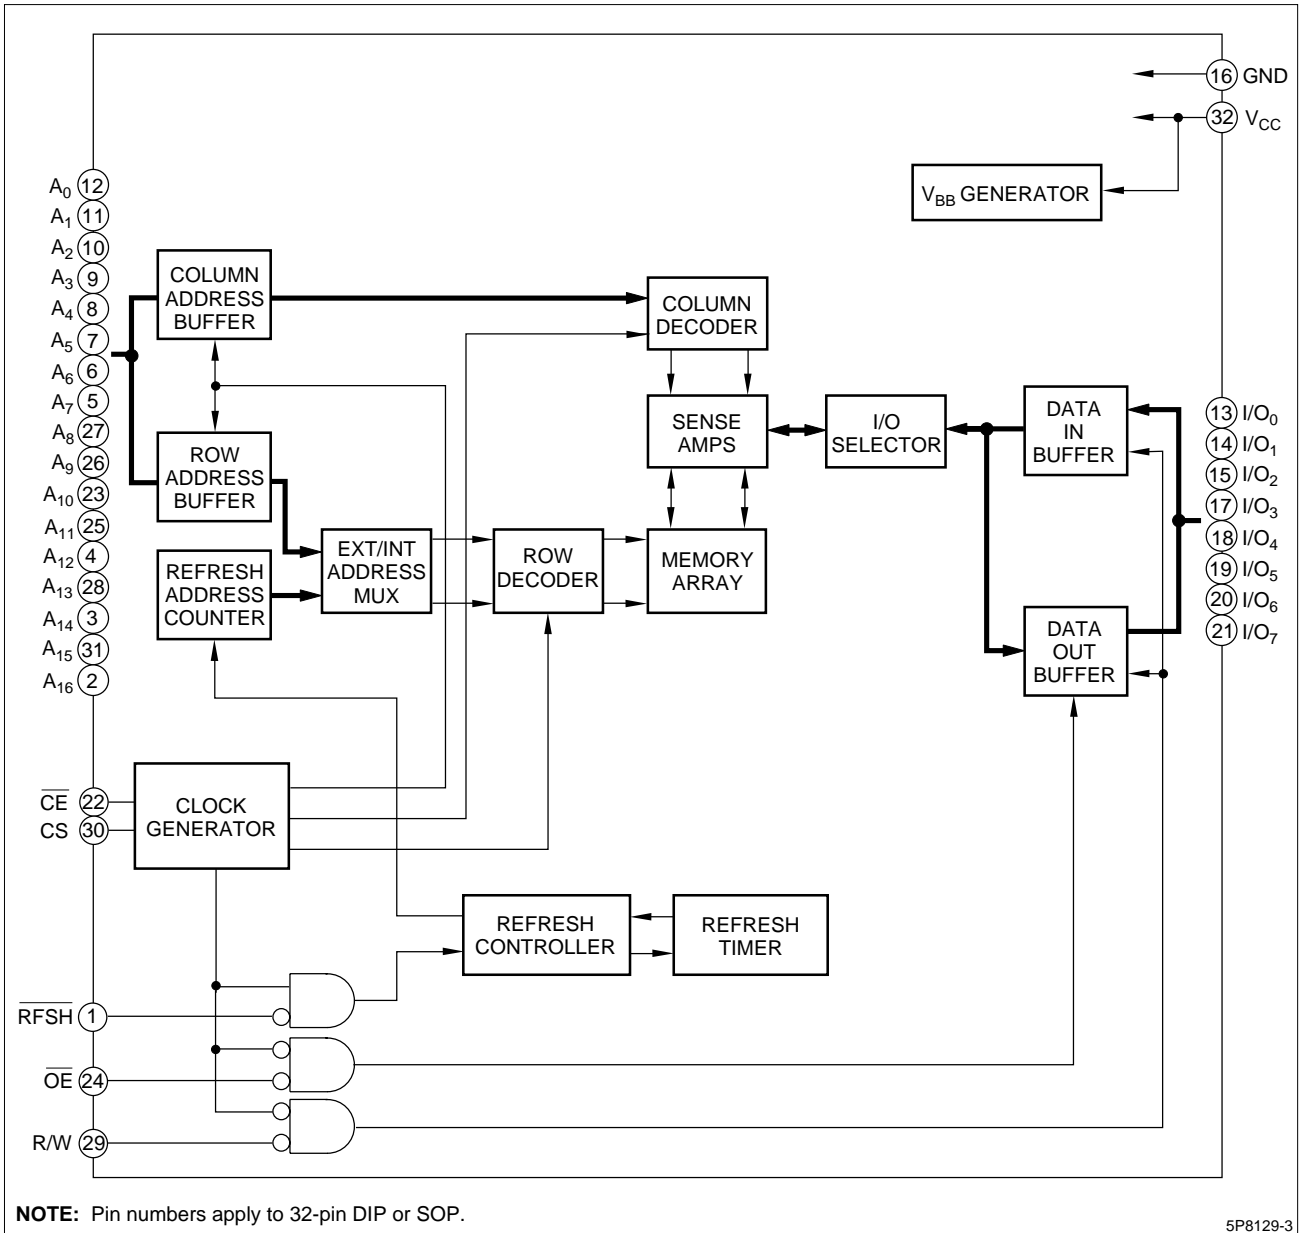 16 GND
32 VCC
VBB GENERATOR
A0 12
A1 11
A2 10
A3 9
A4 8
A5 7
A6 6
A7 5
A8 27
A9 26
A10 23
A11 25
A12 4
A13 28
A14 3
A15 31
A16 2
COLUMN
ADDRESS
BUFFER
COLUMN
DECODER
ROW
ADDRESS
BUFFER
SENSE
AMPS
I/O
SELECTOR
DATA
IN
BUFFER
13 I/O0
14 I/O1
15 I/O2
17 I/O3
18 I/O4
19 I/O5
20 I/O6
21 I/O7
REFRESH
ADDRESS
COUNTER
EXT/INT
ADDRESS
MUX
ROW
DECODER
MEMORY
ARRAY
DATA
OUT
BUFFER
CE 22
CS 30
CLOCK
GENERATOR
REFRESH
CONTROLLER
REFRESH
TIMER
RFSH 1
OE 24
R/W 29
NOTE: Pin numbers apply to 32-pin DIP or SOP.
5P8129-3